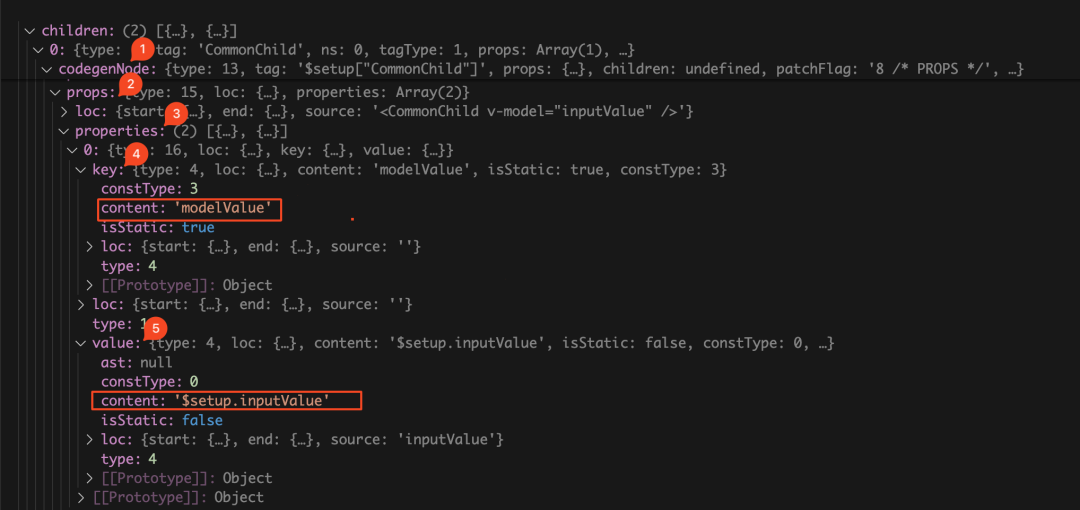 children: (2) [{…}, {…}]
0: {type: 1 tag: 'CommonChild', ns: 0, tagType: 1, props: Array(1), …}
codegenNode: {type: 13, tag: '$setup["CommonChild"]', props: {…}, children: undefined, patchFlag: '8 /* PROPS */', …}
props: 2 type: 15, loc: {…}, properties: Array(2)}
loc: {start: 3 …}, end: {…}, source: '<CommonChild v-model="inputValue" />'}
properties: (2) [{…}, {…}]
0: {ty 4 16, loc: {…}, key: {…}, value: {…}}
key: {type: 4, loc: {…}, content: 'modelValue', isStatic: true, constType: 3}
constType: 3
content: 'modelValue'
isStatic: true
loc: {start: {…}, end: {…}, source: ''}
type: 4
[[Prototype]]: Object
loc: {start: {…}, end: {…}, source: ''}
type: 1 5
value: {type: 4, loc: {…}, content: '$setup.inputValue', isStatic: false, constType: 0, …}
ast: null
constType: 0
content: '$setup.inputValue'
isStatic: false
loc: {start: {…}, end: {…}, source: 'inputValue'}
type: 4
[[Prototype]]: Object
[[Prototype]]: Object